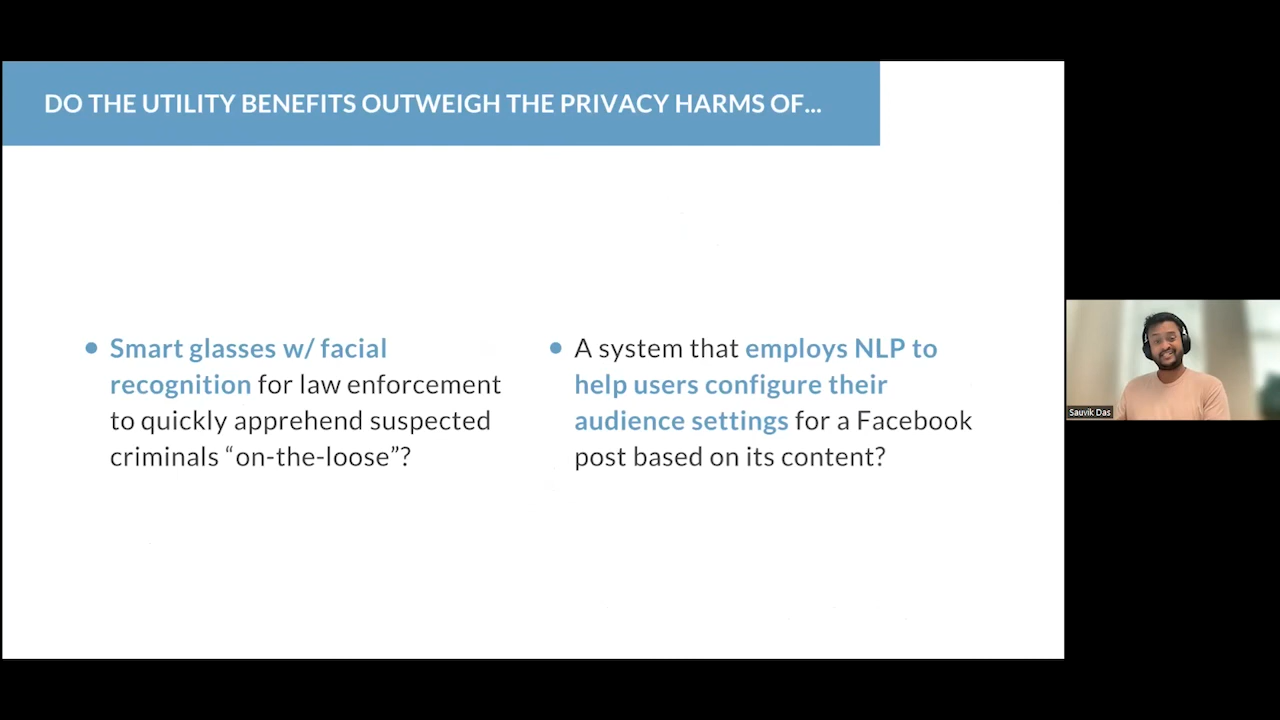 DO THE UTILITY BENEFITS OUTWEIGH THE PRIVACY HARMS OF...
• Smart glasses w/ facial
recognition for law enforcement
to quickly apprehend suspected
criminals “on-the-loose”?
• A system that employs NLP to
help users configure their
audience settings for a Facebook
post based on its content?
Sauvik Das